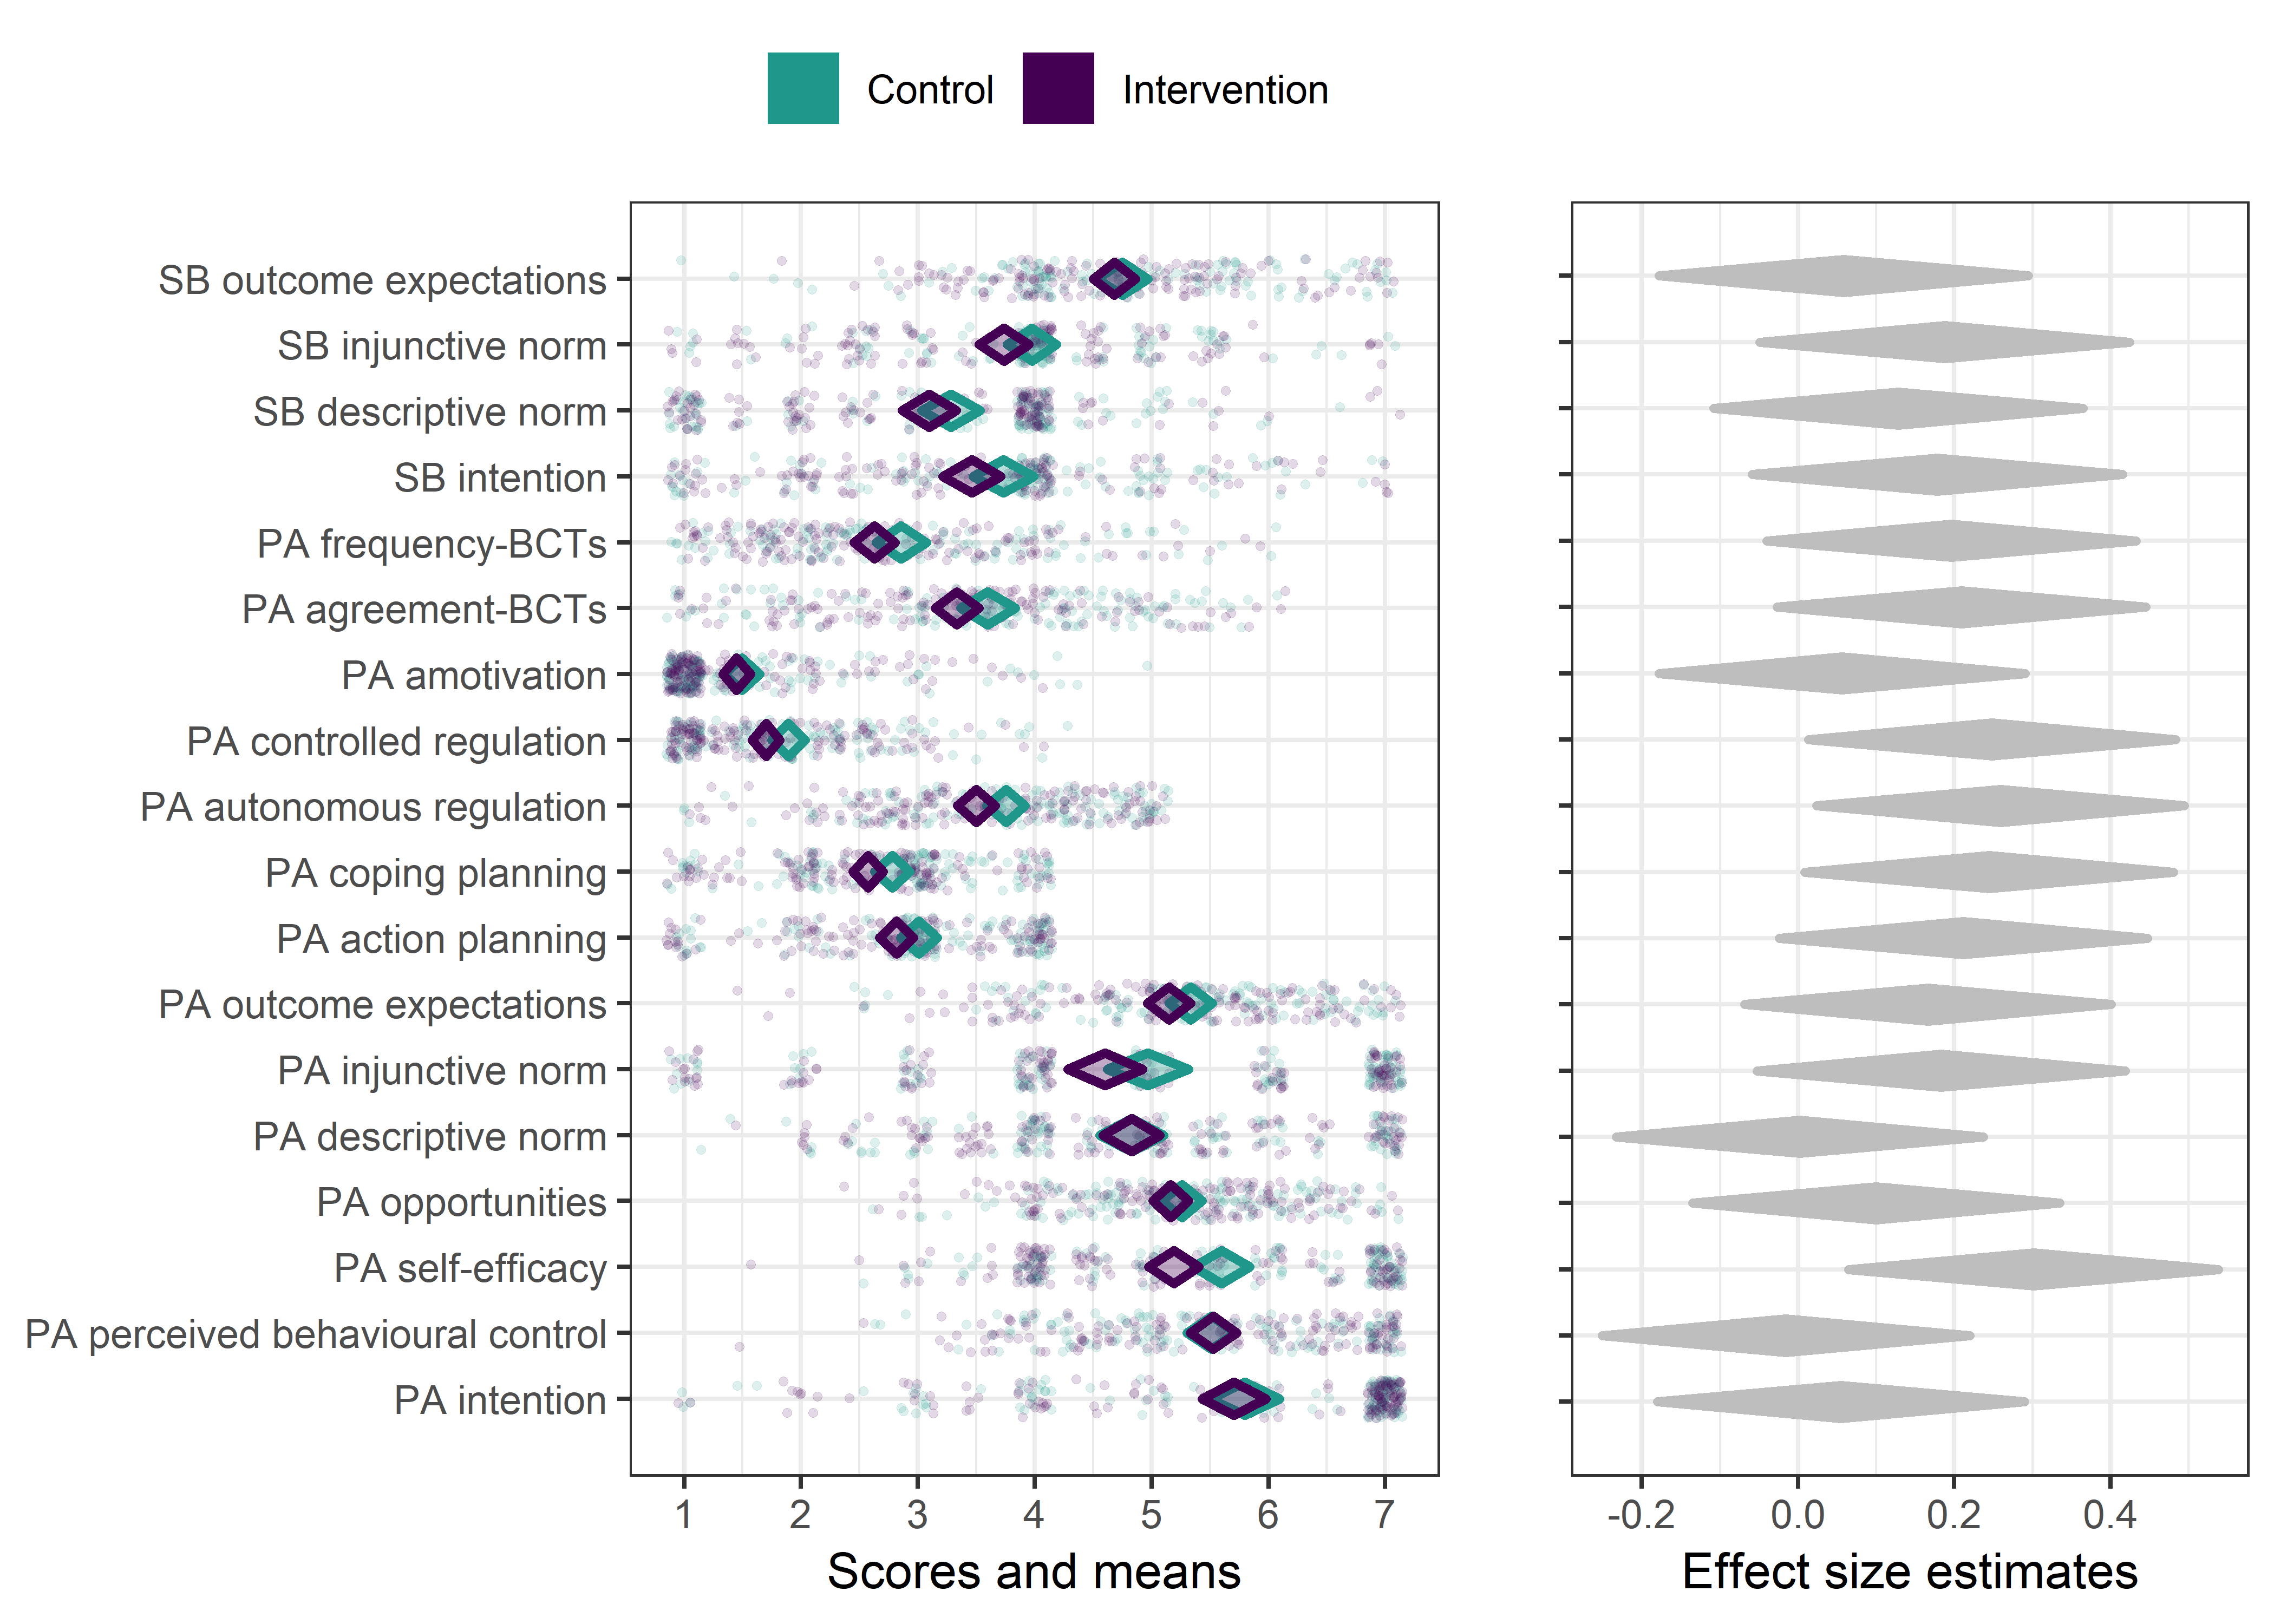 Control Intervention
SB outcome expectations
SB injunctive norm
SB descriptive norm
SB intention
PA frequency-BCTs
PA agreement-BCTs
PA amotivation
PA controlled regulation
PA autonomous regulation
PA coping planning
PA action planning
PA outcome expectations
PA injunctive norm
PA descriptive norm
PA opportunities
PA self-efficacy
PA perceived behavioural control
PA intention
1 2 3 4 5 6 7
-0.2 0.0 0.2 0.4
Scores and means
Effect size estimates